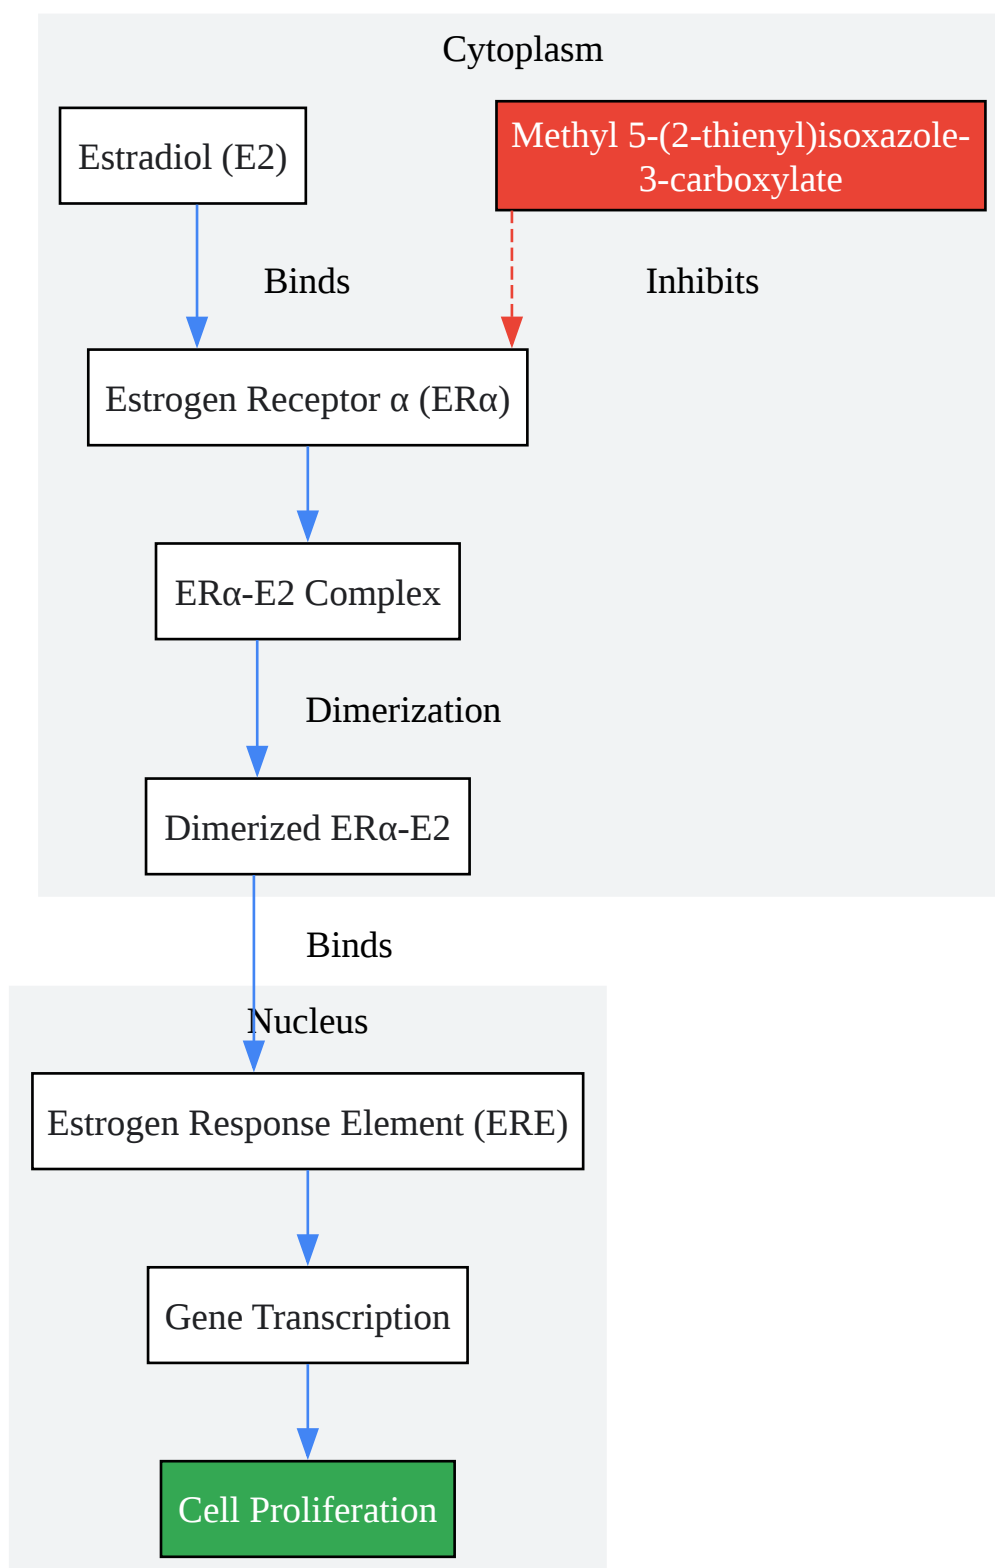 Cytoplasm
Estradiol (E2)
Methyl 5-(2-thienyl)isoxazole-
3-carboxylate
Binds
Inhibits
Estrogen Receptor α (ERα)
ERα-E2 Complex
Dimerization
Dimerized ERα-E2
Binds
Nucleus
Estrogen Response Element (ERE)
Gene Transcription
Cell Proliferation